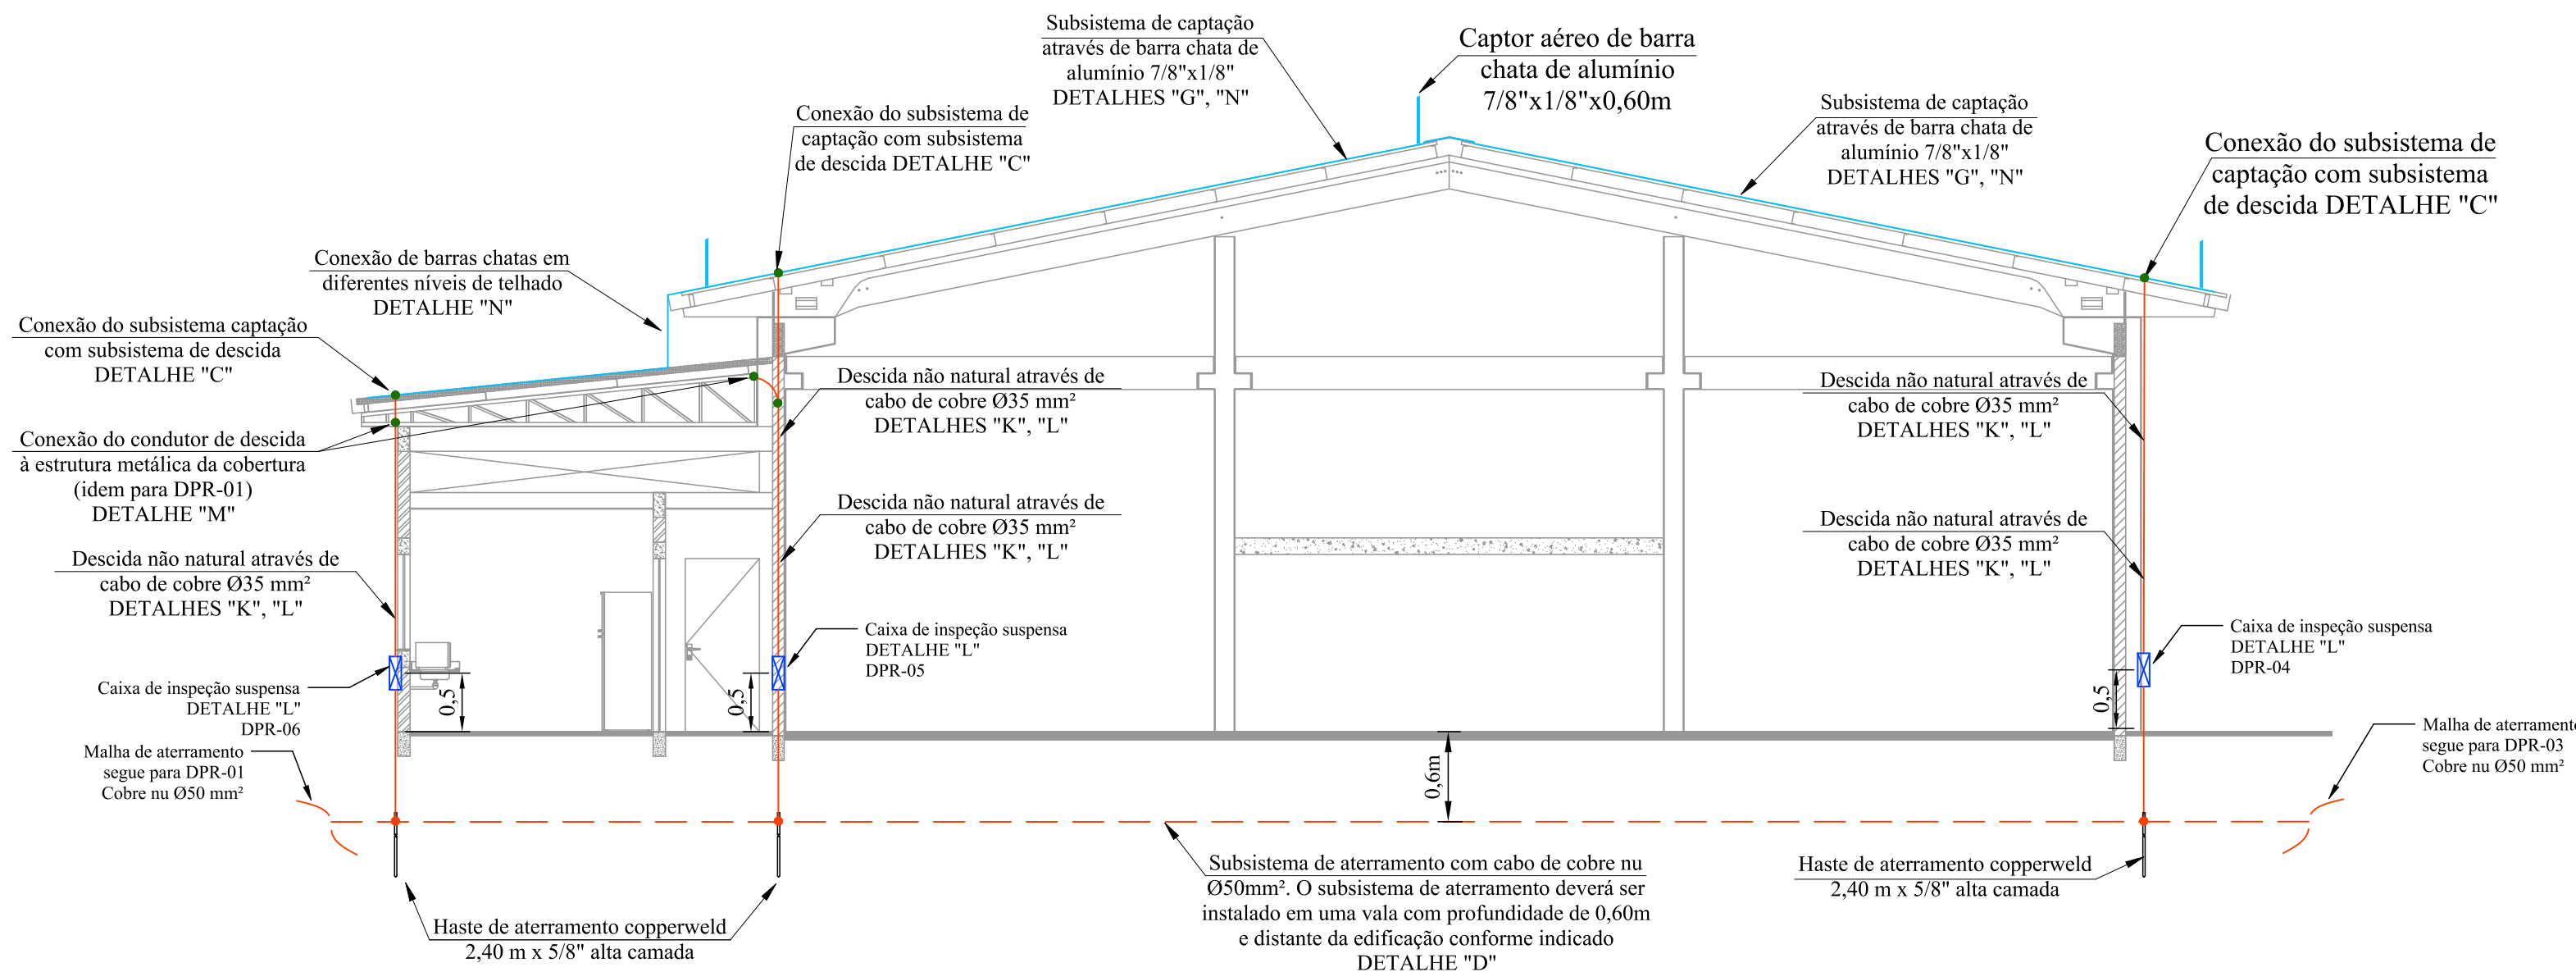 Subsistema de captação
através de barra chata de
alumínio 7/8"x1/8"
DETALHES "G", "N"
Captor aéreo de barra
chata de alumínio
7/8"x1/8"x0,60m
Conexão do subsistema de
captação com subsistema
de descida DETALHE "C"
Subsistema de captação
através de barra chata de
alumínio 7/8"x1/8"
DETALHES "G", "N"
Conexão do subsistema de
captação com subsistema
de descida DETALHE "C"
Conexão de barras chatas em
diferentes níveis de telhado
DETALHE "N"
Conexão do subsistema captação
com subsistema de descida
DETALHE "C"
Descida não natural através de
cabo de cobre Ø35 mm²
DETALHES "K", "L"
Descida não natural através de
cabo de cobre Ø35 mm²
DETALHES "K", "L"
Conexão do condutor de descida
à estrutura metálica da cobertura
(idem para DPR-01)
DETALHE "M"
Descida não natural através de
cabo de cobre Ø35 mm²
DETALHES "K", "L"
Descida não natural através de
cabo de cobre Ø35 mm²
DETALHES "K", "L"
Descida não natural através de
cabo de cobre Ø35 mm²
DETALHES "K", "L"
Caixa de inspeção suspensa
DETALHE "L"
DPR-05
Caixa de inspeção suspensa
DETALHE "L"
DPR-04
Caixa de inspeção suspensa
DETALHE "L"
DPR-06
0,5
0,5
0,5
Malha de aterramento
segue para DPR-01
Cobre nu Ø50 mm²
0,6m
Malha de aterramento
segue para DPR-03
Cobre nu Ø50 mm²
Subsistema de aterramento com cabo de cobre nu
Ø50mm². O subsistema de aterramento deverá ser
instalado em uma vala com profundidade de 0,60m
e distante da edificação conforme indicado
DETALHE "D"
Haste de aterramento copperweld
2,40 m x 5/8" alta camada
Haste de aterramento copperweld
2,40 m x 5/8" alta camada